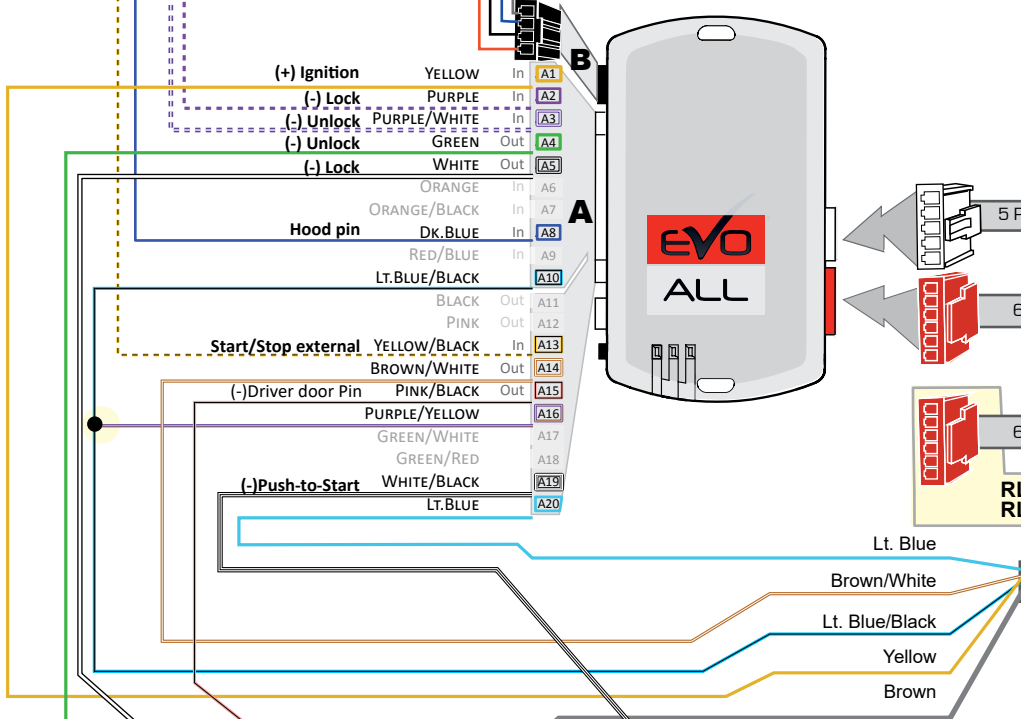 B
(+) Ignition YELLOW In A1
(-) Lock PURPLE In A2
(-) Unlock PURPLE/WHITE In A3
(-) Unlock GREEN Out A4
(-) Lock WHITE Out A5
ORANGE In A6
ORANGE/BLACK In A7
A
Hood pin DK.BLUE In A8
RED/BLUE In A9
LT.BLUE/BLACK A10
BLACK Out A11
PINK Out A12
Start/Stop external YELLOW/BLACK In A13
BROWN/WHITE Out A14
(-)Driver door Pin PINK/BLACK Out A15
PURPLE/YELLOW A16
GREEN/WHITE A17
GREEN/RED A18
(-)Push-to-Start WHITE/BLACK A19
LT.BLUE A20
EVO
ALL
5 P
6
6
RL
RL
Lt. Blue
Brown/White
Lt. Blue/Black
Yellow
Brown